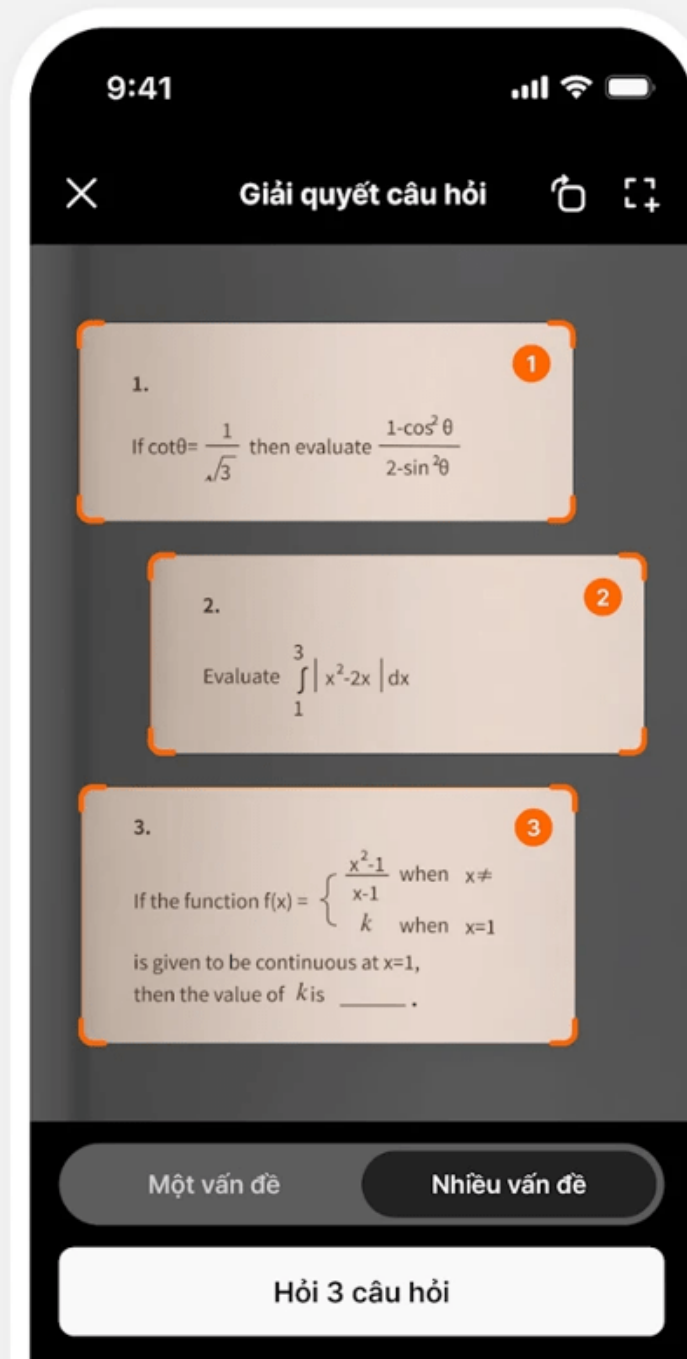 9:41
Giải quyết câu hỏi
1
1.
If cotθ= 1/√3 then evaluate 1-cos² θ/2-sin ²θ
2
2.
Evaluate ∫₁³ | x²-2x | dx
3
3.
If the function f(x) = { x²-1/x-1 when x≠
k when x=1
is given to be continuous at x=1,
then the value of k is ______ .
Một vấn đề
Nhiều vấn đề
Hỏi 3 câu hỏi